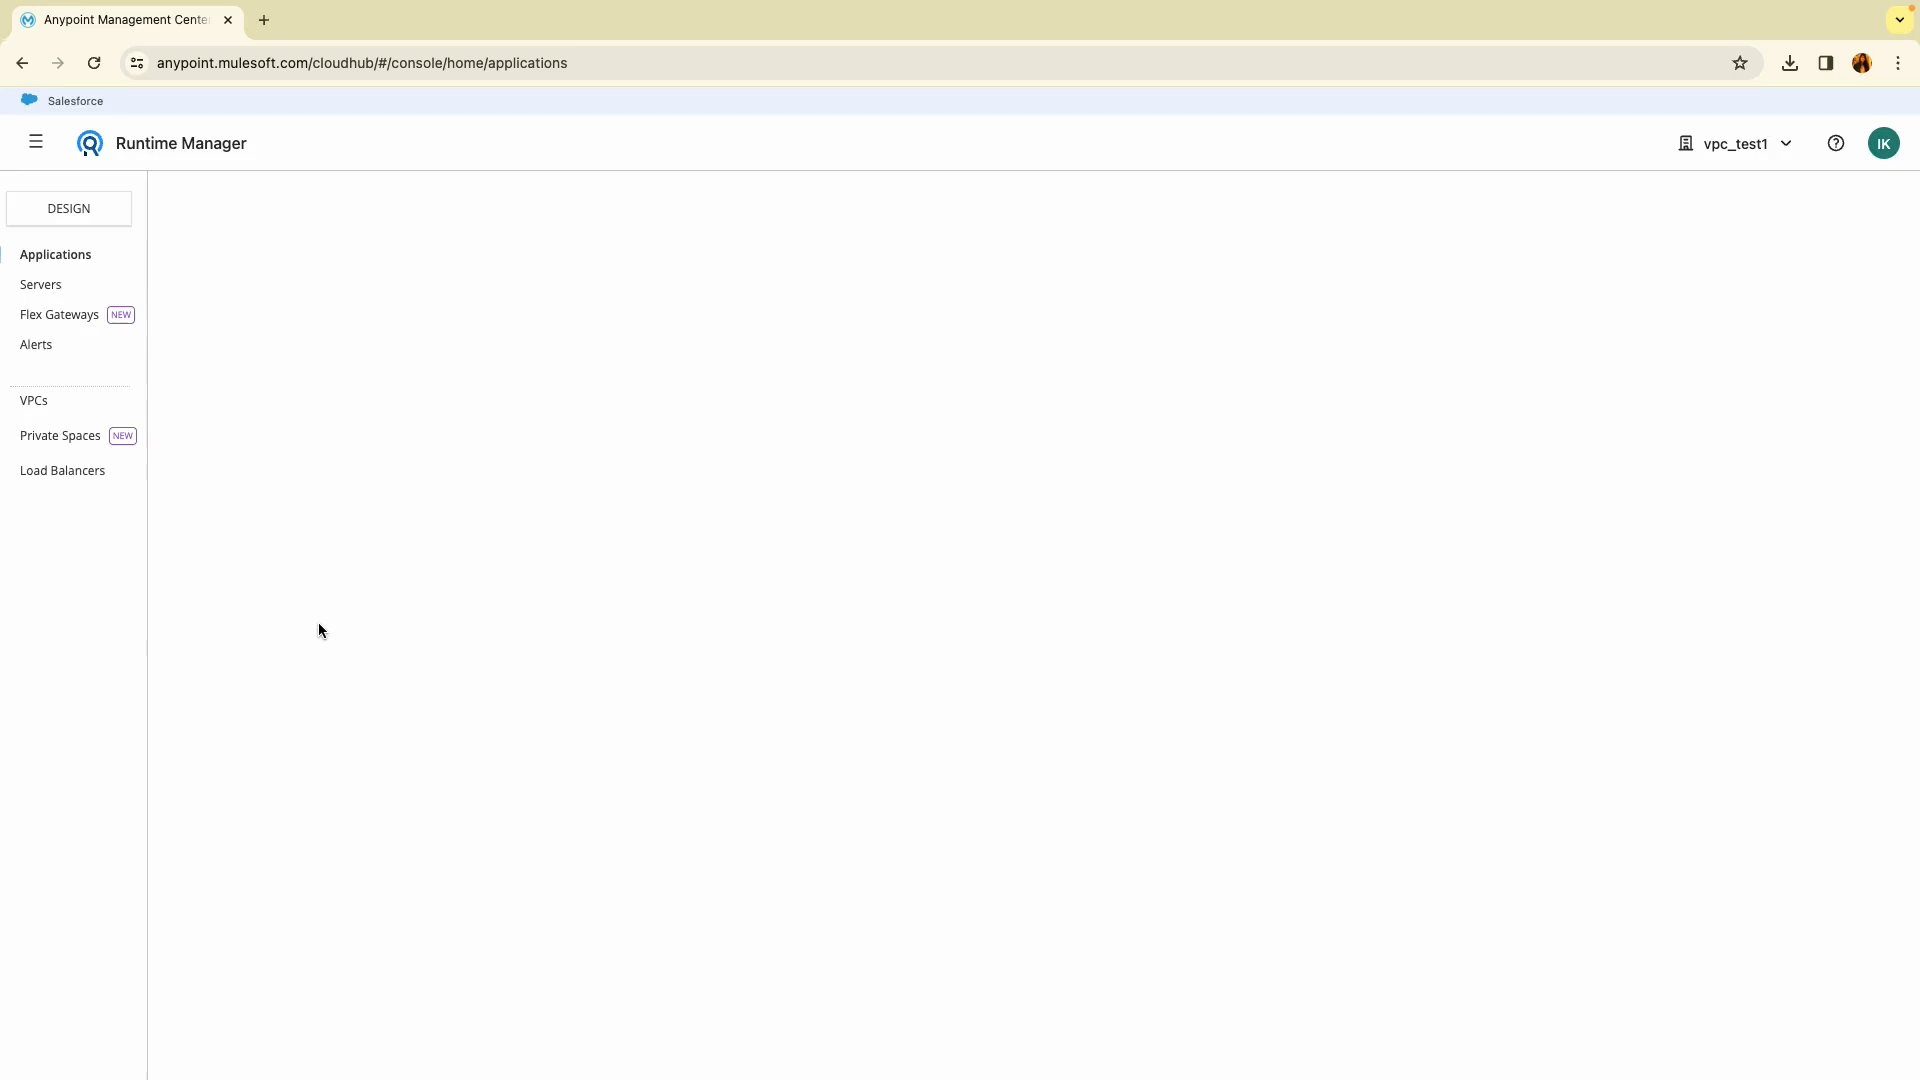 Anypoint Management Cente
anypoint.mulesoft.com/cloudhub/#/console/home/applications
Salesforce
Runtime Manager
vpc_test1
IK
DESIGN
Applications
Servers
Flex Gateways NEW
Alerts
VPCs
Private Spaces NEW
Load Balancers